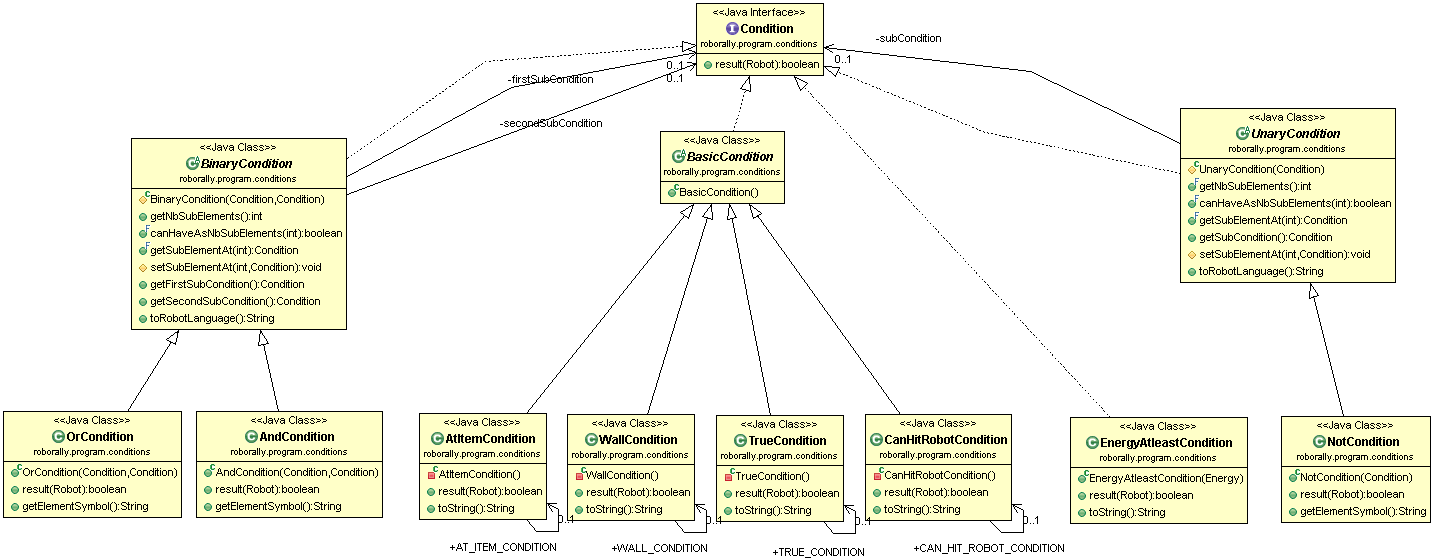 <<Java Interface>>
Condition
roborally.program.conditions
result(Robot):boolean
-subCondition
0..1
0..1
0..1
-firstSubCondition
-secondSubCondition
<<Java Class>>
BinaryCondition
roborally.program.conditions
BinaryCondition(Condition,Condition)
getNbSubElements():int
canHaveAsNbSubElements(int):boolean
getSubElementAt(int):Condition
setSubElementAt(int,Condition):void
getFirstSubCondition():Condition
getSecondSubCondition():Condition
toRobotLanguage():String
<<Java Class>>
BasicCondition
roborally.program.conditions
BasicCondition()
<<Java Class>>
UnaryCondition
roborally.program.conditions
UnaryCondition(Condition)
getNbSubElements():int
canHaveAsNbSubElements(int):boolean
getSubElementAt(int):Condition
getSubCondition():Condition
setSubElementAt(int,Condition):void
toRobotLanguage():String
<<Java Class>>
OrCondition
roborally.program.conditions
OrCondition(Condition,Condition)
result(Robot):boolean
getElementSymbol():String
<<Java Class>>
AndCondition
roborally.program.conditions
AndCondition(Condition,Condition)
result(Robot):boolean
getElementSymbol():String
<<Java Class>>
AtItemCondition
roborally.program.conditions
AtItemCondition()
result(Robot):boolean
toString():String
0..1
+AT_ITEM_CONDITION
<<Java Class>>
WallCondition
roborally.program.conditions
WallCondition()
result(Robot):boolean
toString():String
0..1
+WALL_CONDITION
<<Java Class>>
TrueCondition
roborally.program.conditions
TrueCondition()
result(Robot):boolean
toString():String
0..1
+TRUE_CONDITION
<<Java Class>>
CanHitRobotCondition
roborally.program.conditions
CanHitRobotCondition()
result(Robot):boolean
toString():String
0..1
+CAN_HIT_ROBOT_CONDITION
<<Java Class>>
EnergyAtleastCondition
roborally.program.conditions
EnergyAtleastCondition(Energy)
result(Robot):boolean
toString():String
<<Java Class>>
NotCondition
roborally.program.conditions
NotCondition(Condition)
result(Robot):boolean
getElementSymbol():String